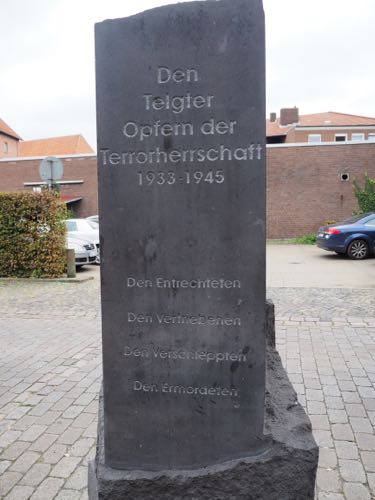 Den
Telgter
Opfern der
Terrorherrschaft
1933-1945
Den Entrechteten
Den Vertriebenen
Den Verschleppten
Den Ermordeten